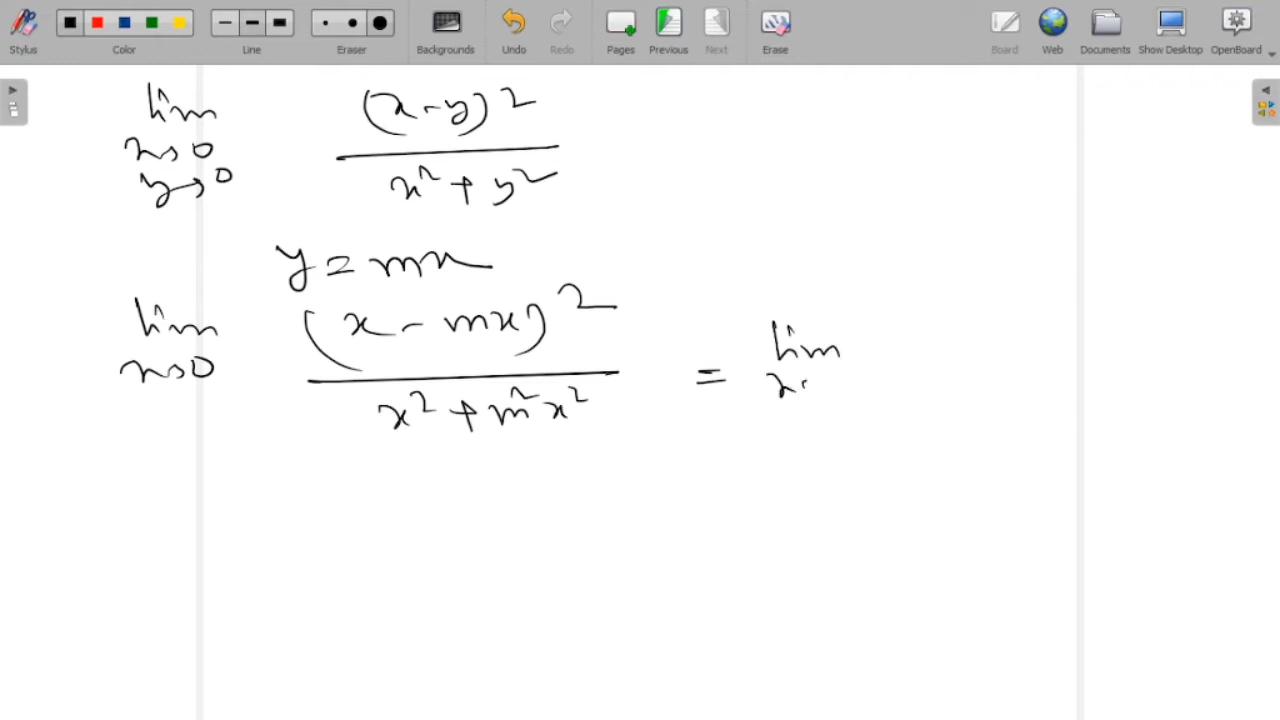 Stylus Color Line Eraser Backgrounds Undo Redo Pages Previous Next Erase Board Web Documents Show Desktop OpenBoard
lim (x-y)2
x→0
y→0 x2 + y2
y = mx
lim (x - mx)2
x→0 x2 + m2x2 = lim
x